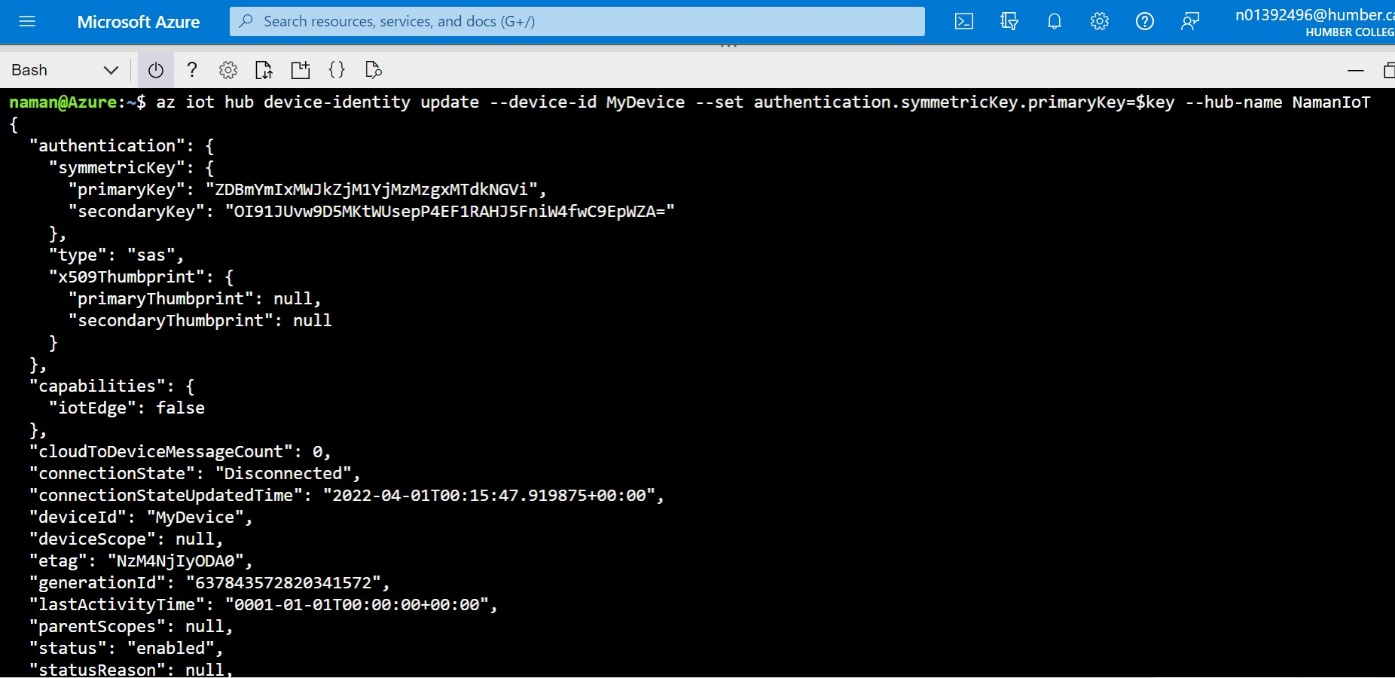 Microsoft Azure
Search resources, services, and docs (G+/)
n01392496@humber.ca
HUMBER COLLEG
Bash
naman@Azure:~$ az iot hub device-identity update --device-id MyDevice --set authentication.symmetricKey.primaryKey=$key --hub-name NamanIoT
{
"authentication": {
"symmetricKey": {
"primaryKey": "ZDBmYmIxMWJkZjM1YjMzMzgxMTdkNGVi",
"secondaryKey": "OI91JUvw9D5MKtWUsepP4EF1RAHJ5FniW4fwC9EpWZA="
},
"type": "sas",
"x509Thumbprint": {
"primaryThumbprint": null,
"secondaryThumbprint": null
}
},
"capabilities": {
"iotEdge": false
},
"cloudToDeviceMessageCount": 0,
"connectionState": "Disconnected",
"connectionStateUpdatedTime": "2022-04-01T00:15:47.919875+00:00",
"deviceId": "MyDevice",
"deviceScope": null,
"etag": "NzM4NjIyODA0",
"generationId": "637843572820341572",
"lastActivityTime": "0001-01-01T00:00:00+00:00",
"parentScopes": null,
"status": "enabled",
"statusReason": null,